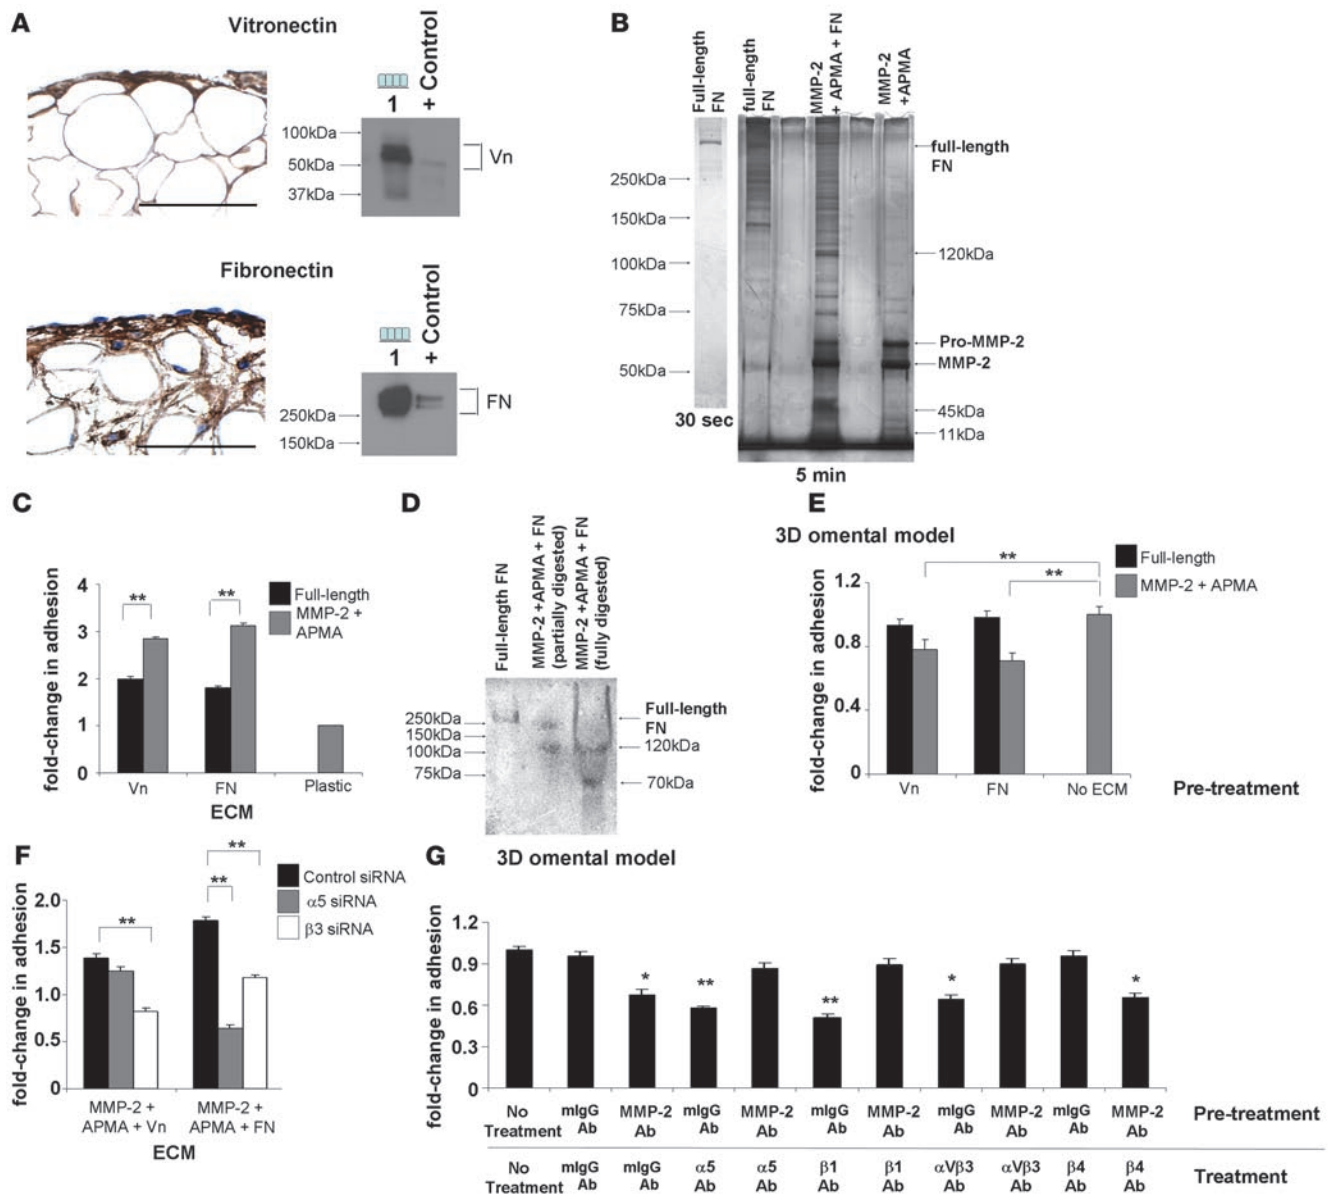 A
Vitronectin
1
+ Control
100kDa
50kDa
37kDa
Vn
Fibronectin
1
+ Control
250kDa
150kDa
FN
B
Full-length
FN
full-ength
FN
MMP-2
+ APMA + FN
MMP-2
+APMA
250kDa
150kDa
100kDa
75kDa
50kDa
30 sec
full-length
FN
120kDa
Pro-MMP-2
MMP-2
45kDa
11kDa
5 min
C
fold-change in adhesion
4
3
2
1
0
**
**
Full-length
MMP-2 +
APMA
Vn
FN
Plastic
ECM
D
Full-length FN
MMP-2 +APMA + FN
(partially digested)
MMP-2 +APMA + FN
(fully digested)
250kDa
150kDa
100kDa
75kDa
Full-length
FN
120kDa
70kDa
E
3D omental model
fold-change in adhesion
1.2
0.8
0.4
0
**
**
Full-length
MMP-2 + APMA
Vn
FN
No ECM
Pre-treatment
F
fold-change in adhesion
2.0
1.5
1.0
0.5
0
**
**
**
Control siRNA
α5 siRNA
β3 siRNA
MMP-2 +
APMA + Vn
MMP-2 +
APMA + FN
ECM
G
3D omental model
fold-change in adhesion
1.2
0.9
0.6
0.3
0
*
**
**
*
*
No
Treatment
mIgG
Ab
MMP-2
Ab
mIgG
Ab
MMP-2
Ab
mIgG
Ab
MMP-2
Ab
mIgG
Ab
MMP-2
Ab
mIgG
Ab
MMP-2
Ab
Pre-treatment
No
Treatment
mIgG
Ab
mIgG
Ab
α5
Ab
α5
Ab
β1
Ab
β1
Ab
αVβ3
Ab
αVβ3
Ab
β4
Ab
β4
Ab
Treatment